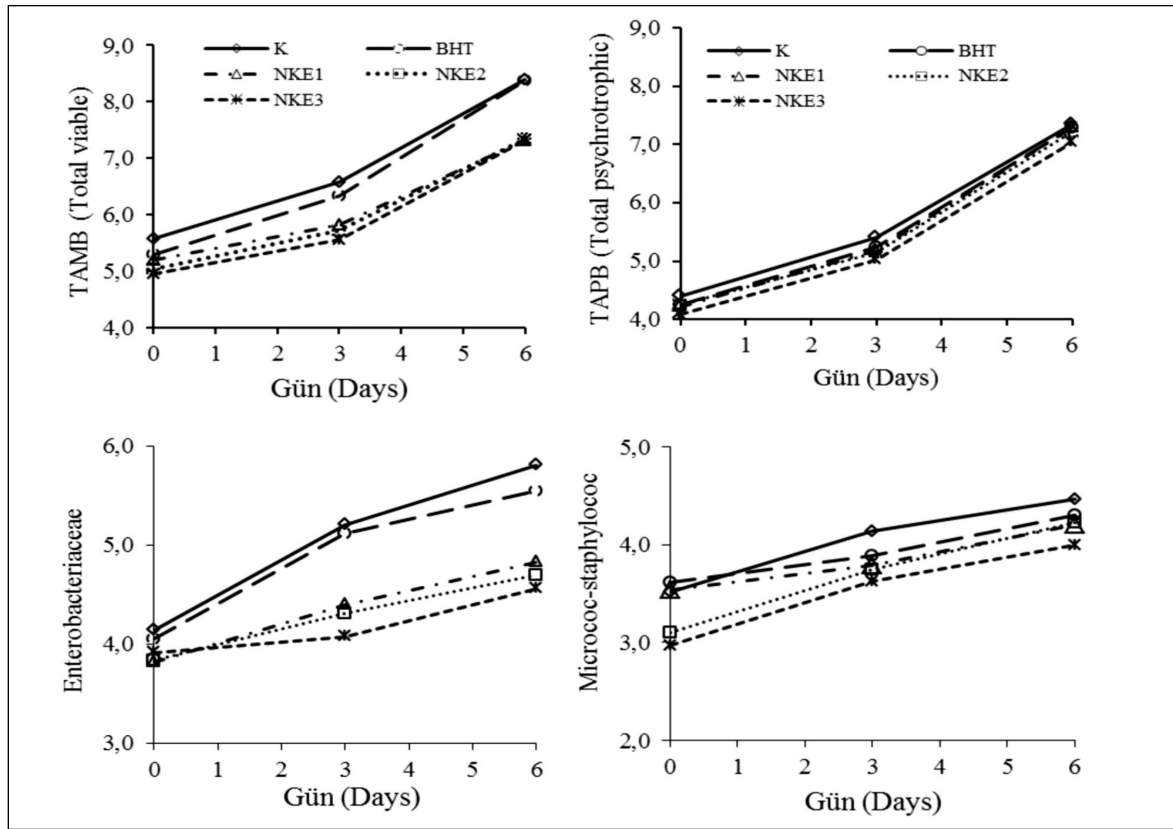 TAMB (Total viable)
9,0
8,0
7,0
6,0
5,0
4,0
K
BHT
NKE1
NKE2
NKE3
0 1 2 3 4 5 6
Gün (Days)
TAPB (Total psychrotrophic)
9,0
8,0
7,0
6,0
5,0
4,0
K
BHT
NKE1
NKE2
NKE3
0 1 2 3 4 5 6
Gün (Days)
Enterobacteriaceae
6,0
5,0
4,0
3,0
0 1 2 3 4 5 6
Gün (Days)
Micrococ-staphylococ
5,0
4,0
3,0
2,0
0 1 2 3 4 5 6
Gün (Days)